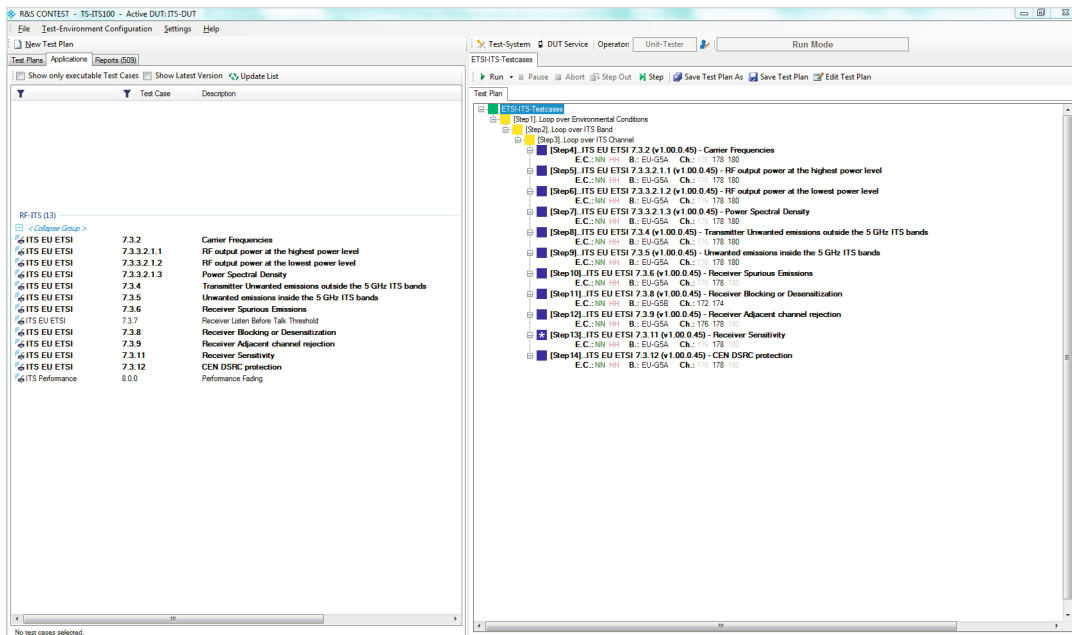 R&S CONTEST - TS-ITS100 - Active DUT: ITS-DUT
File Test-Environment Configuration Settings Help
New Test Plan
Test Plans Applications Reports (509)
Show only executable Test Cases Show Latest Version Update List
Test Case Description
RF-ITS (13)
< Collapse Group >
ITS EU ETSI 7.3.2 Carrier Frequencies
ITS EU ETSI 7.3.3.2.1.1 RF output power at the highest power level
ITS EU ETSI 7.3.3.2.1.2 RF output power at the lowest power level
ITS EU ETSI 7.3.3.2.1.3 Power Spectral Density
ITS EU ETSI 7.3.4 Transmitter Unwanted emissions outside the 5 GHz ITS bands
ITS EU ETSI 7.3.5 Unwanted emissions inside the 5 GHz ITS bands
ITS EU ETSI 7.3.6 Receiver Spurious Emissions
ITS EU ETSI 7.3.7 Receiver Listen Before Talk Threshold
ITS EU ETSI 7.3.8 Receiver Blocking or Desensitization
ITS EU ETSI 7.3.9 Receiver Adjacent channel rejection
ITS EU ETSI 7.3.11 Receiver Sensitivity
ITS EU ETSI 7.3.12 CEN DSRC protection
ITS Performance 8.0.0 Performance Fading
No test cases selected.
Test-System DUT Service Operator: Unit-Tester Run Mode
ETSI-ITS-Testcases
Run Pause Abort Step Out Step Save Test Plan As Save Test Plan Edit Test Plan
Test Plan
ETSI-ITS-Testcases
[Step1]..Loop over Environmental Conditions
[Step2]..Loop over ITS Band
[Step3]..Loop over ITS Channel
[Step4]..ITS EU ETSI 7.3.2 (v1.00.0.45) - Carrier Frequencies
E.C.: NN HH B.: EU-G5A Ch.: 176 178 180
[Step5]..ITS EU ETSI 7.3.3.2.1.1 (v1.00.0.45) - RF output power at the highest power level
E.C.: NN HH B.: EU-G5A Ch.: 176 178 180
[Step6]..ITS EU ETSI 7.3.3.2.1.2 (v1.00.0.45) - RF output power at the lowest power level
E.C.: NN HH B.: EU-G5A Ch.: 176 178 180
[Step7]..ITS EU ETSI 7.3.3.2.1.3 (v1.00.0.45) - Power Spectral Density
E.C.: NN HH B.: EU-G5A Ch.: 176 178 180
[Step8]..ITS EU ETSI 7.3.4 (v1.00.0.45) - Transmitter Unwanted emissions outside the 5 GHz ITS bands
E.C.: NN HH B.: EU-G5A Ch.: 176 178 180
[Step9]..ITS EU ETSI 7.3.5 (v1.00.0.45) - Unwanted emissions inside the 5 GHz ITS bands
E.C.: NN HH B.: EU-G5A Ch.: 176 178 180
[Step10]..ITS EU ETSI 7.3.6 (v1.00.0.45) - Receiver Spurious Emissions
E.C.: NN HH B.: EU-G5A Ch.: 176 178 180
[Step11]..ITS EU ETSI 7.3.8 (v1.00.0.45) - Receiver Blocking or Desensitization
E.C.: NN HH B.: EU-G5B Ch.: 172 174
[Step12]..ITS EU ETSI 7.3.9 (v1.00.0.45) - Receiver Adjacent channel rejection
E.C.: NN HH B.: EU-G5A Ch.: 176 178 180
[Step13]..ITS EU ETSI 7.3.11 (v1.00.0.45) - Receiver Sensitivity
E.C.: NN HH B.: EU-G5A Ch.: 176 178 180
[Step14]..ITS EU ETSI 7.3.12 (v1.00.0.45) - CEN DSRC protection
E.C.: NN HH B.: EU-G5A Ch.: 176 178 180